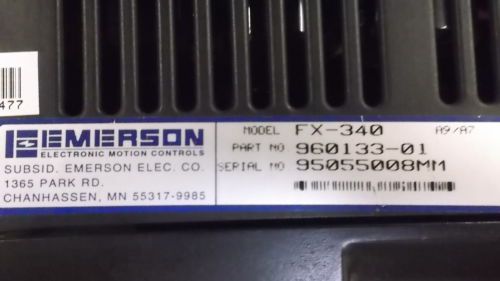 477
EMERSON
ELECTRONIC MOTION CONTROLS
SUBSID. EMERSON ELEC. CO.
1365 PARK RD.
CHANHASSEN, MN 55317-9985
MODEL FX-340 A9/A7
PART NO 960133-01
SERIAL NO 95055008MM